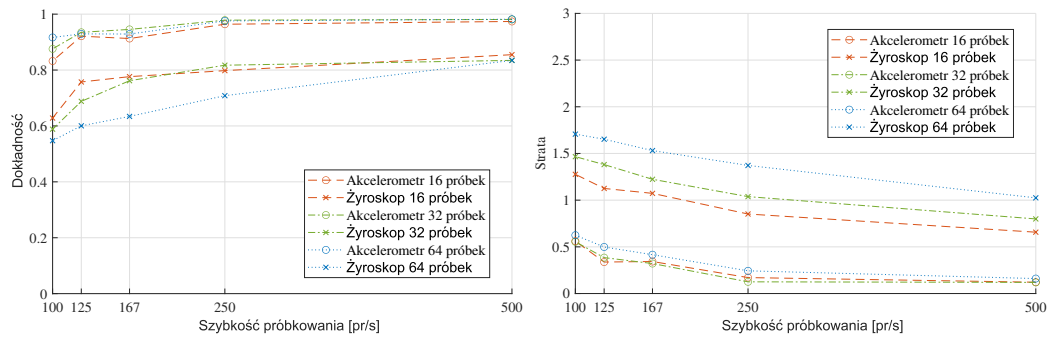 1
0.8
0.6
0.4
0.2
0
Dokładność
100 125 167 250 500
Szybkość próbkowania [pr/s]
Akcelerometr 16 próbek
Żyroskop 16 próbek
Akcelerometr 32 próbek
Żyroskop 32 próbek
Akcelerometr 64 próbek
Żyroskop 64 próbek
3
2.5
2
1.5
1
0.5
0
Strata
100 125 167 250 500
Szybkość próbkowania [pr/s]
Akcelerometr 16 próbek
Żyroskop 16 próbek
Akcelerometr 32 próbek
Żyroskop 32 próbek
Akcelerometr 64 próbek
Żyroskop 64 próbek